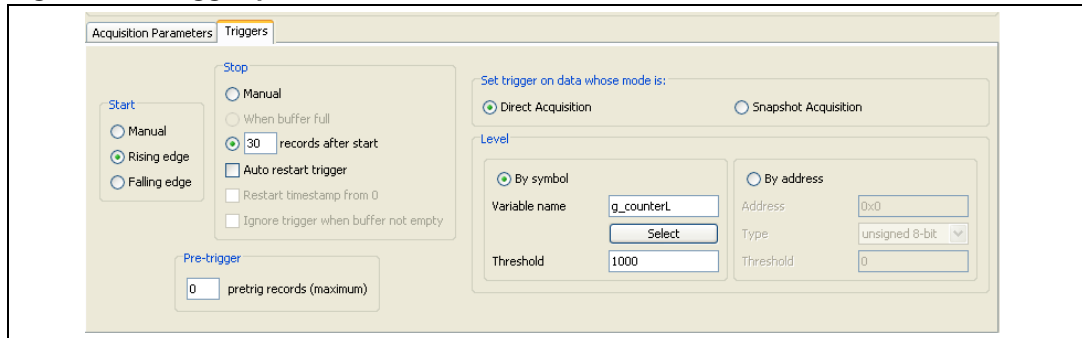 Acquisition Parameters Triggers
Start
Manual
Rising edge
Falling edge
Stop
Manual
When buffer full
30 records after start
Auto restart trigger
Restart timestamp from 0
Ignore trigger when buffer not empty
Pre-trigger
0 pretrig records (maximum)
Set trigger on data whose mode is:
Direct Acquisition Snapshot Acquisition
Level
By symbol
Variable name g_counterL
Select
Threshold 1000
By address
Address 0x0
Type unsigned 8-bit
Threshold 0